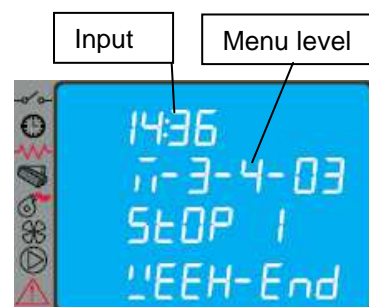 Input
Menu level
14:36
M-3-4-03
StOP 1
WEEK-End